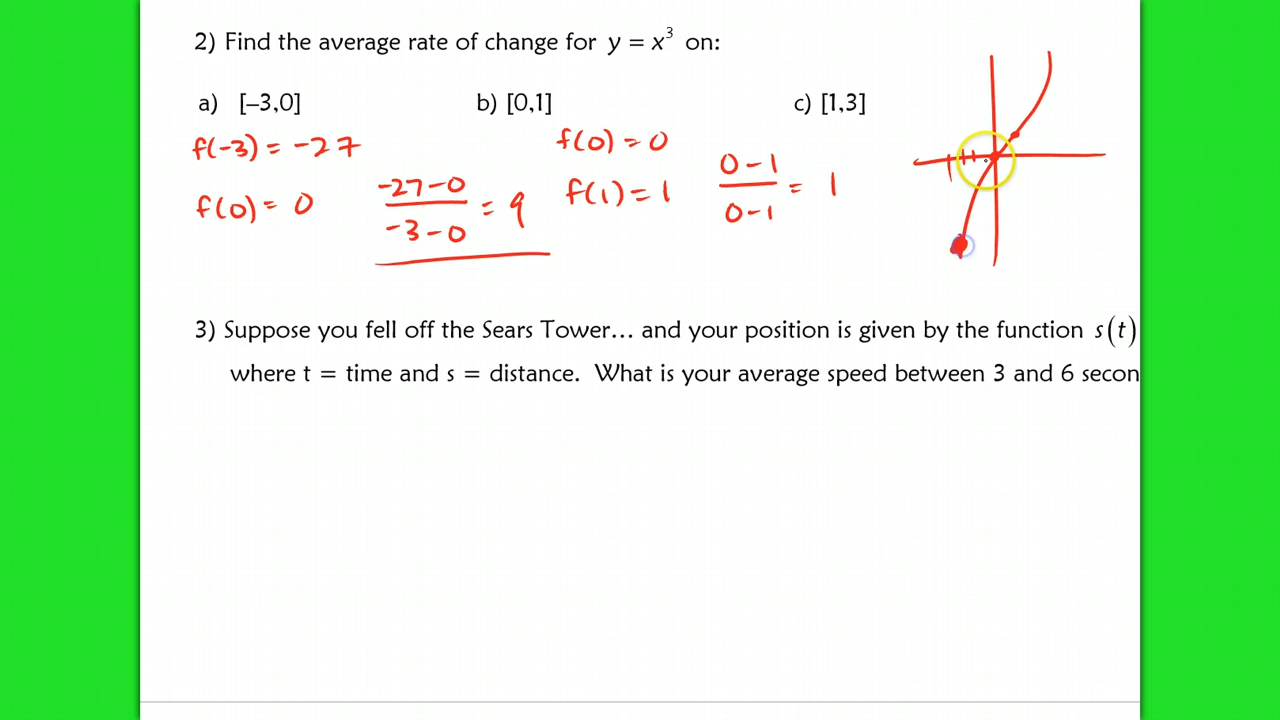 2) Find the average rate of change for y = x³ on:
a) [–3,0] b) [0,1] c) [1,3]
f(-3) = -27
f(0) = 0
-27-0
-3-0
= 9
f(0) = 0
f(1) = 1
0-1
0-1
= 1
3) Suppose you fell off the Sears Tower... and your position is given by the function s(t)
where t = time and s = distance. What is your average speed between 3 and 6 secon